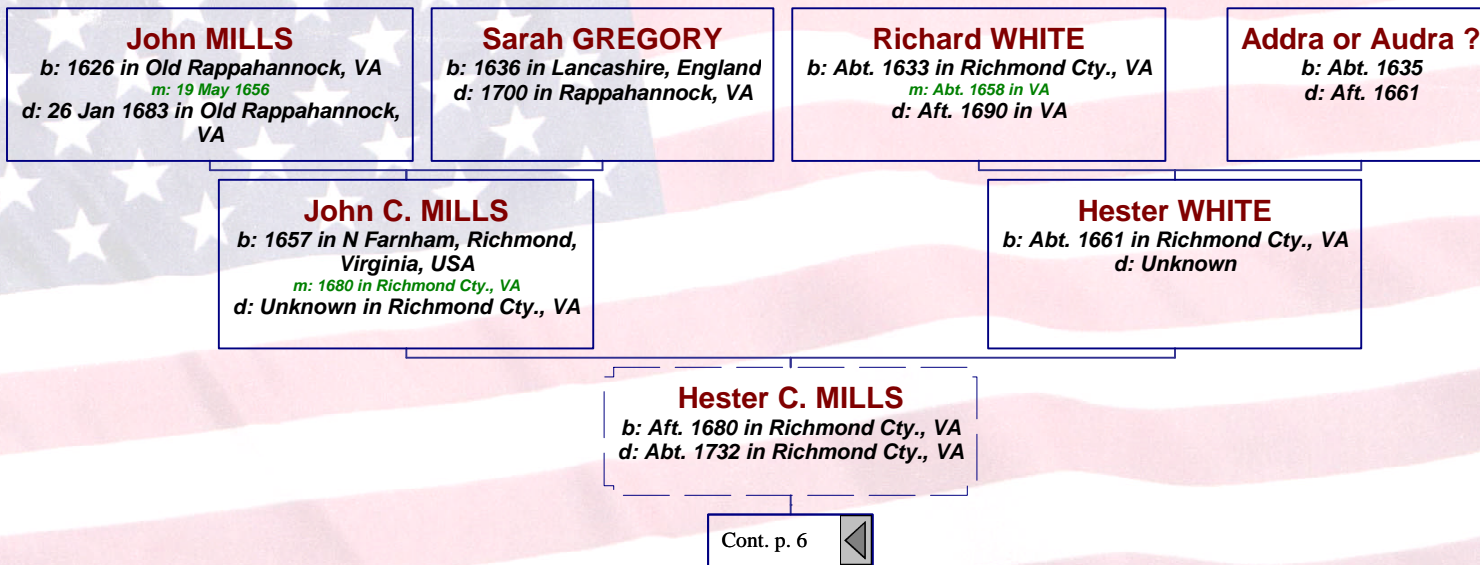 John MILLS
b: 1626 in Old Rappahannock, VA
m: 19 May 1656
d: 26 Jan 1683 in Old Rappahannock,
VA
Sarah GREGORY
b: 1636 in Lancashire, England
d: 1700 in Rappahannock, VA
Richard WHITE
b: Abt. 1633 in Richmond Cty., VA
m: Abt. 1658 in VA
d: Aft. 1690 in VA
Addra or Audra ?
b: Abt. 1635
d: Aft. 1661
John C. MILLS
b: 1657 in N Farnham, Richmond,
Virginia, USA
m: 1680 in Richmond Cty., VA
d: Unknown in Richmond Cty., VA
Hester WHITE
b: Abt. 1661 in Richmond Cty., VA
d: Unknown
Hester C. MILLS
b: Aft. 1680 in Richmond Cty., VA
d: Abt. 1732 in Richmond Cty., VA
Cont. p. 6